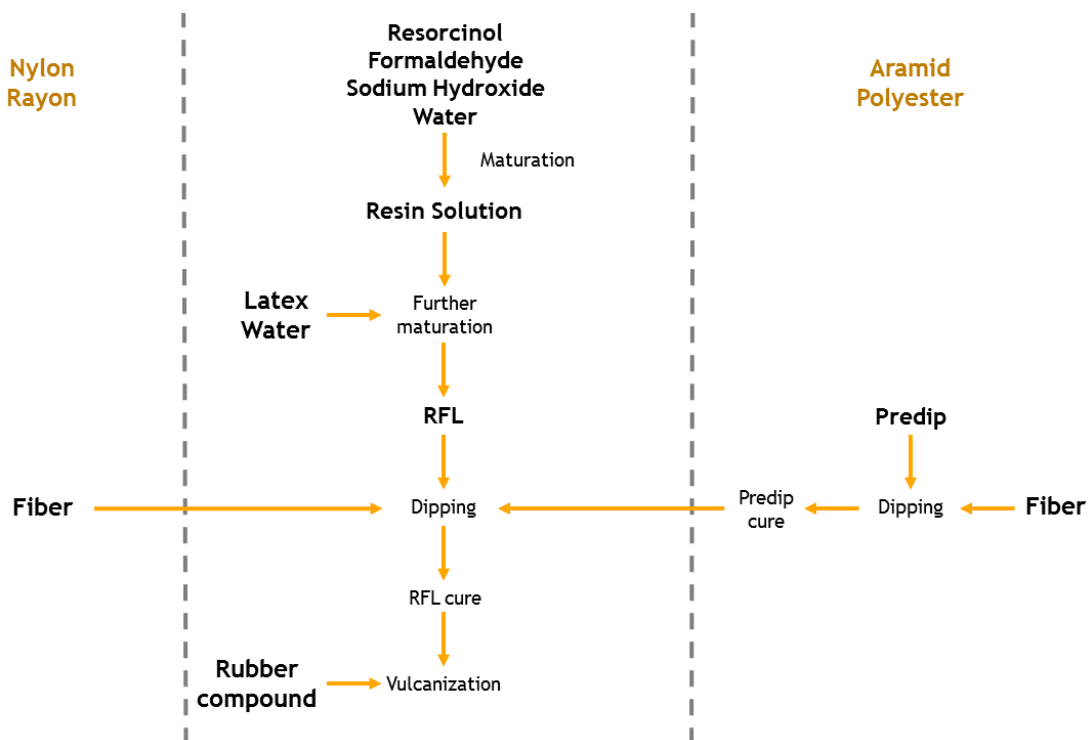 Nylon
Rayon
Resorcinol
Formaldehyde
Sodium Hydroxide
Water
Aramid
Polyester
Maturation
Resin Solution
Latex
Water
Further
maturation
RFL
Predip
Fiber
Dipping
Predip
cure
Dipping
Fiber
RFL cure
Rubber
compound
Vulcanization